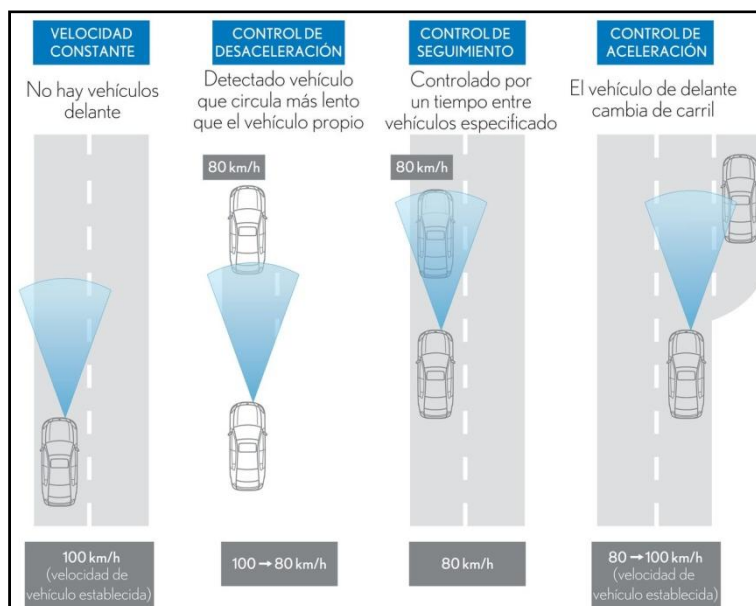 VELOCIDAD
CONSTANTE
No hay vehículos
delante
100 km/h
(velocidad de
vehículo establecida)
CONTROL DE
DESACELERACIÓN
Detectado vehículo
que circula más lento
que el vehículo propio
80 km/h
100 → 80 km/h
CONTROL DE
SEGUIMIENTO
Controlado por
un tiempo entre
vehículos especificado
80 km/h
80 km/h
CONTROL DE
ACELERACIÓN
El vehículo de delante
cambia de carril
80 → 100 km/h
(velocidad de
vehículo establecida)